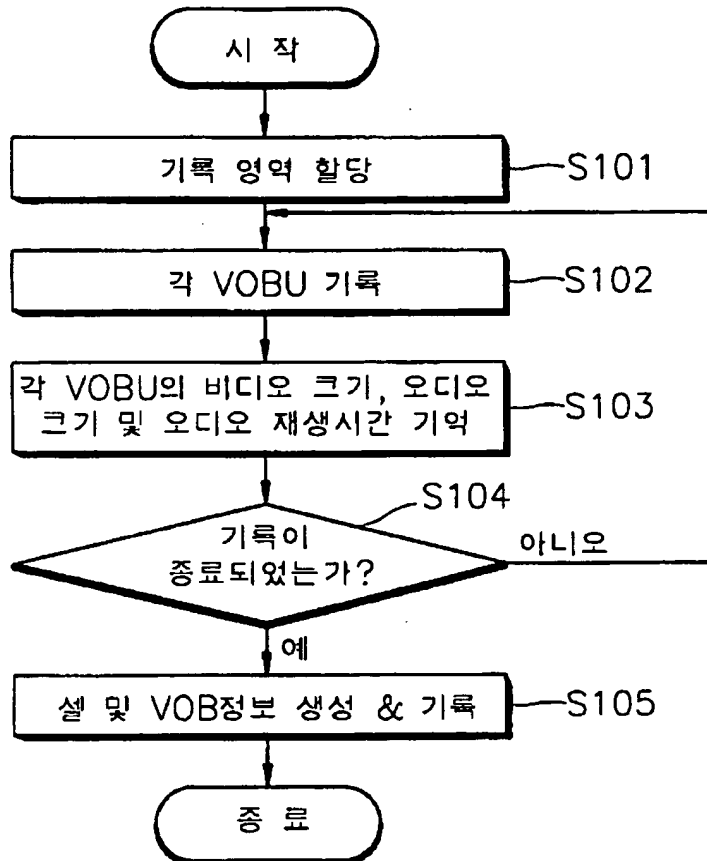 시 작
기록 영역 할당
S101
각 VOBU 기록
S102
각 VOBU의 비디오 크기, 오디오
크기 및 오디오 재생시간 기억
S103
S104
기록이
종료되었는가?
아니오
예
셀 및 VOB정보 생성 & 기록
S105
종 료